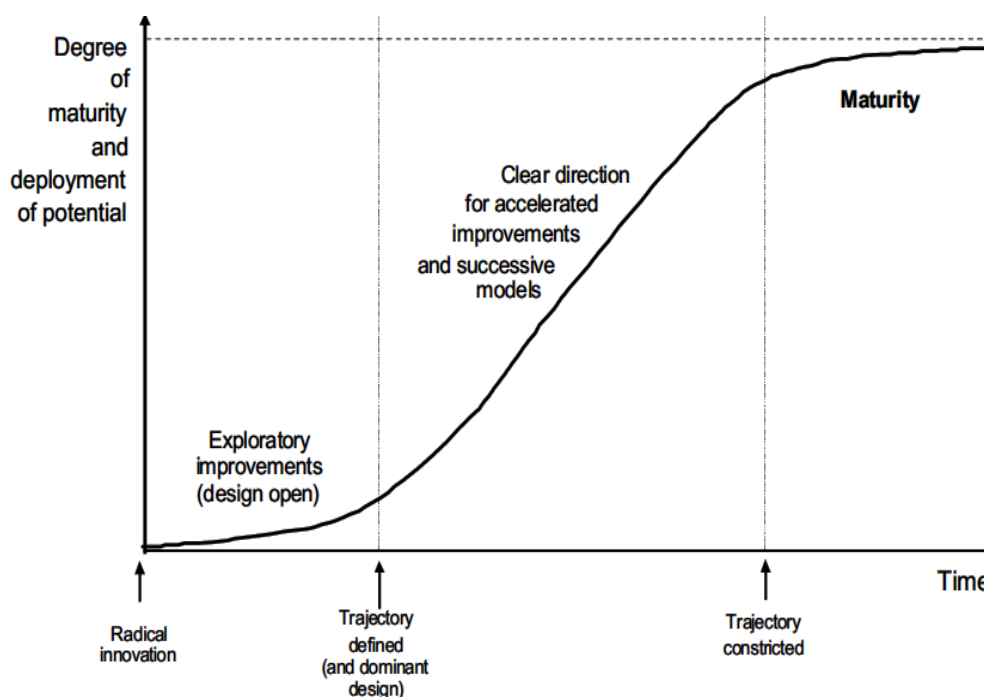 Degree
of
maturity
and
deployment
of potential
Maturity
Clear direction
for accelerated
improvements
and successive
models
Exploratory
improvements
(design open)
Time
Radical
innovation
Trajectory
defined
(and dominant
design)
Trajectory
constricted